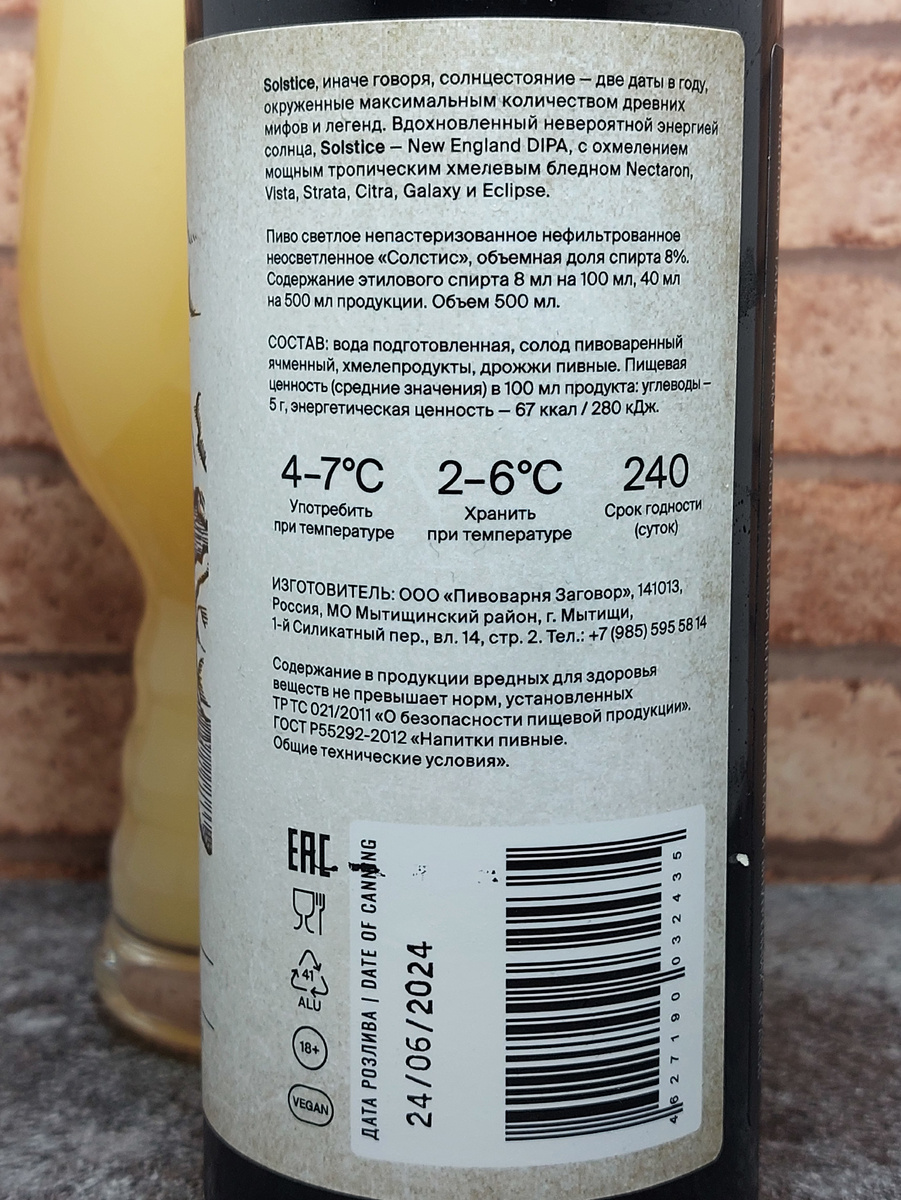 Solstice, иначе говоря, солнцестояние – две даты в году,
окруженные максимальным количеством древних
мифов и легенд. Вдохновленный невероятной энергией
солнца, Solstice – New England DIPA, с охмелением
мощным тропическим хмелевым бледном Nectaron,
Vista, Strata, Citra, Galaxy и Eclipse.
Пиво светлое непастеризованное нефильтрованное
неосветленное «Солстис», объемная доля спирта 8%.
Содержание этилового спирта 8 мл на 100 мл, 40 мл
на 500 мл продукции. Объем 500 мл.
СОСТАВ: вода подготовленная, солод пивоваренный
ячменный, хмелепродукты, дрожжи пивные. Пищевая
ценность (средние значения) в 100 мл продукта: углеводы –
5 г, энергетическая ценность – 67 ккал / 280 кДж.
4–7°C
Употребить
при температуре
2–6°C
Хранить
при температуре
240
Срок годности
(суток)
ИЗГОТОВИТЕЛЬ: ООО «Пивоварня Заговор», 141013,
Россия, МО Мытищинский район, г. Мытищи,
1-й Силикатный пер., вл. 14, стр. 2. Тел.: +7 (985) 595 58 14
Содержание в продукции вредных для здоровья
веществ не превышает норм, установленных
ТР ТС 021/2011 «О безопасности пищевой продукции».
ГОСТ Р55292-2012 «Напитки пивные.
Общие технические условия».
EAC
41
ALU
18+
VEGAN
ДАТА РОЗЛИВА | DATE OF CANNING
24/06/2024
4 627190 032435